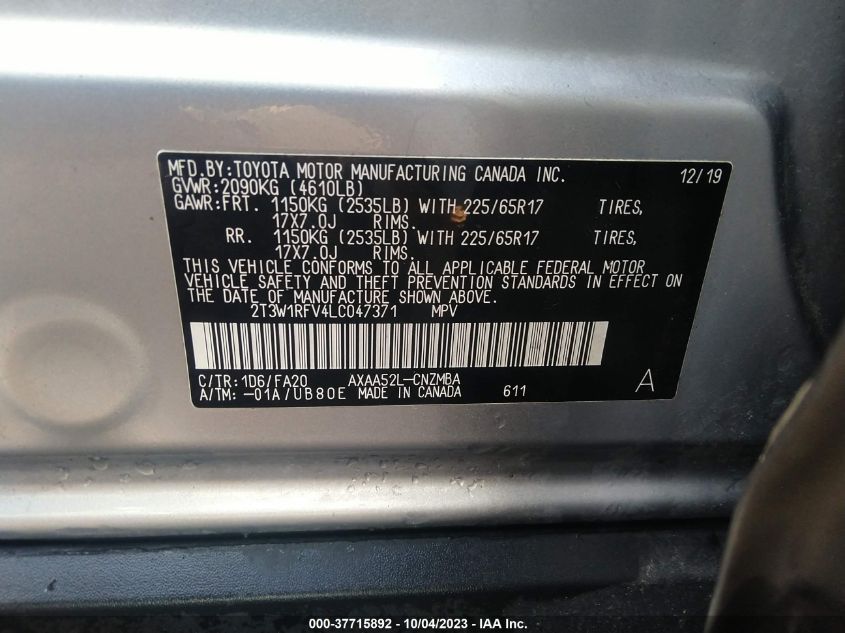 MFD.BY:TOYOTA MOTOR MANUFACTURING CANADA INC. 12/19
GVWR:2090KG (4610LB)
GAWR:FRT. 1150KG (2535LB) WITH 225/65R17 TIRES,
17X7.0J RIMS.
RR. 1150KG (2535LB) WITH 225/65R17 TIRES,
17X7.0J RIMS.
THIS VEHICLE CONFORMS TO ALL APPLICABLE FEDERAL MOTOR
VEHICLE SAFETY AND THEFT PREVENTION STANDARDS IN EFFECT ON
THE DATE OF MANUFACTURE SHOWN ABOVE.
2T3W1RFV4LC047371 MPV
C/TR:1D6/FA20 AXAA52L-CNZMBA A
A/TM:-01A/UB80E MADE IN CANADA 611
000-37715892 - 10/04/2023 - IAA Inc.